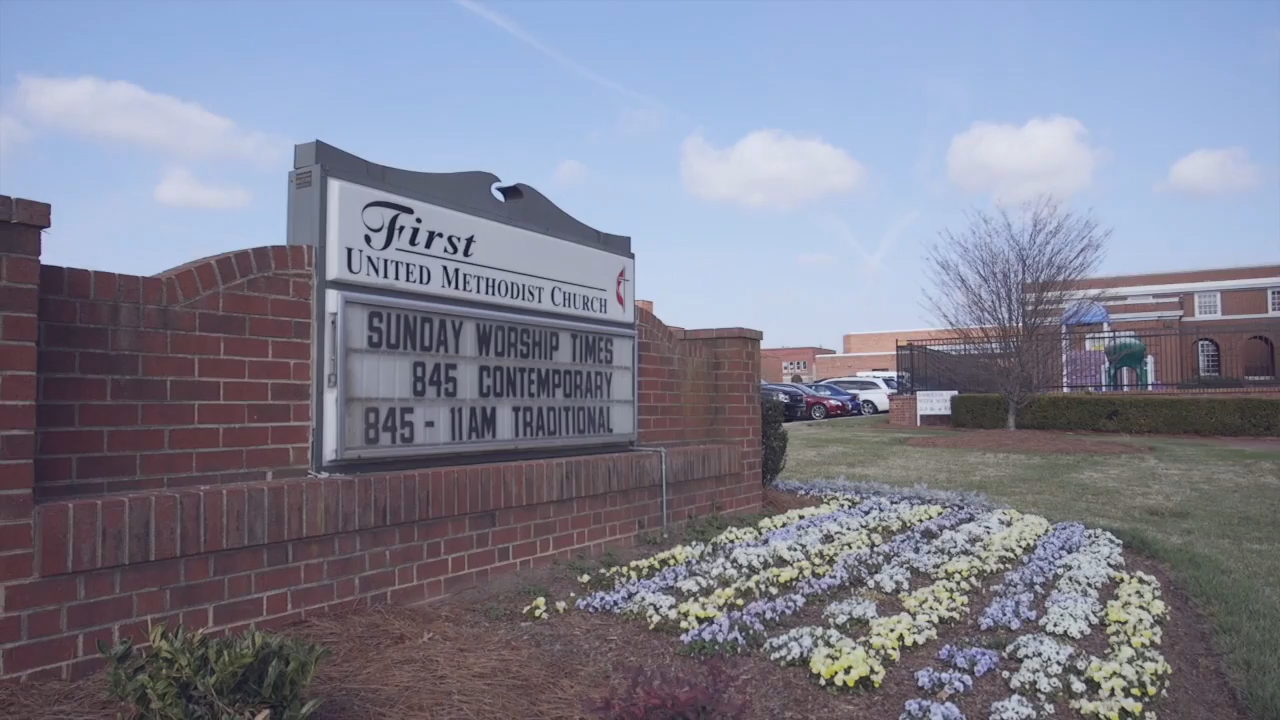 First
UNITED METHODIST CHURCH
SUNDAY WORSHIP TIMES
845 CONTEMPORARY
845 - 11AM TRADITIONAL